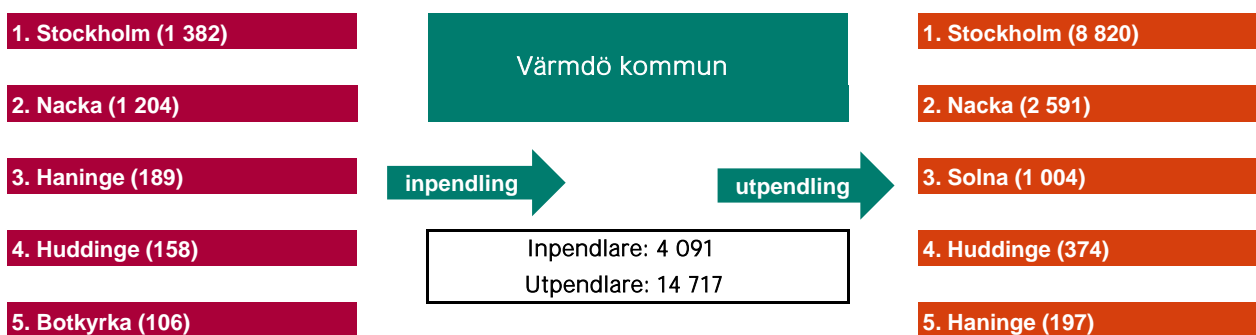 1. Stockholm (1 382)
2. Nacka (1 204)
3. Haninge (189)
4. Huddinge (158)
5. Botkyrka (106)
Värmdö kommun
inpendling
utpendling
Inpendlare: 4 091
Utpendlare: 14 717
1. Stockholm (8 820)
2. Nacka (2 591)
3. Solna (1 004)
4. Huddinge (374)
5. Haninge (197)